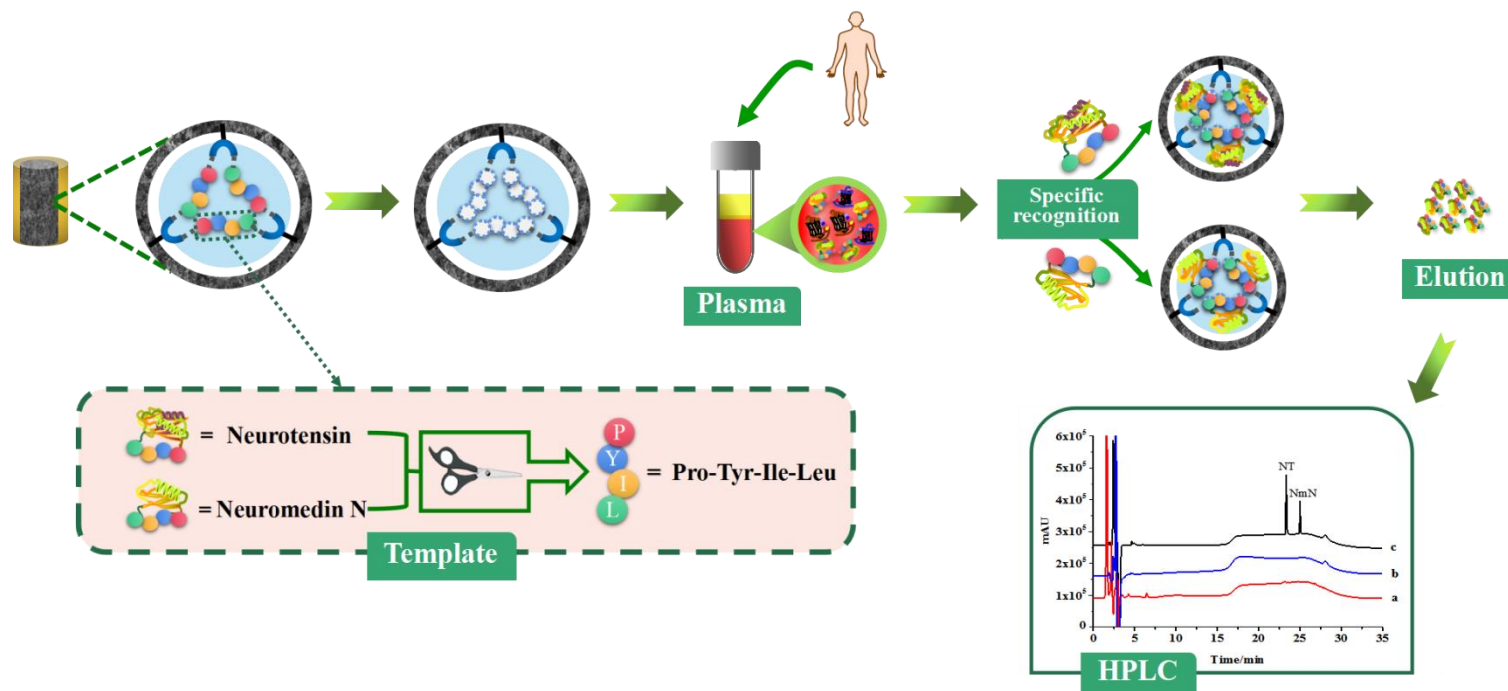 Plasma
Specific
recognition
Elution
= Neurotensin
= Neuromedin N
P
Y
I
L
= Pro-Tyr-Ile-Leu
Template
6x10⁵
5x10⁵
4x10⁵
3x10⁵
2x10⁵
1x10⁵
0
mAU
NT
NmN
c
b
a
0 5 10 15 20 25 30 35
Time/min
HPLC